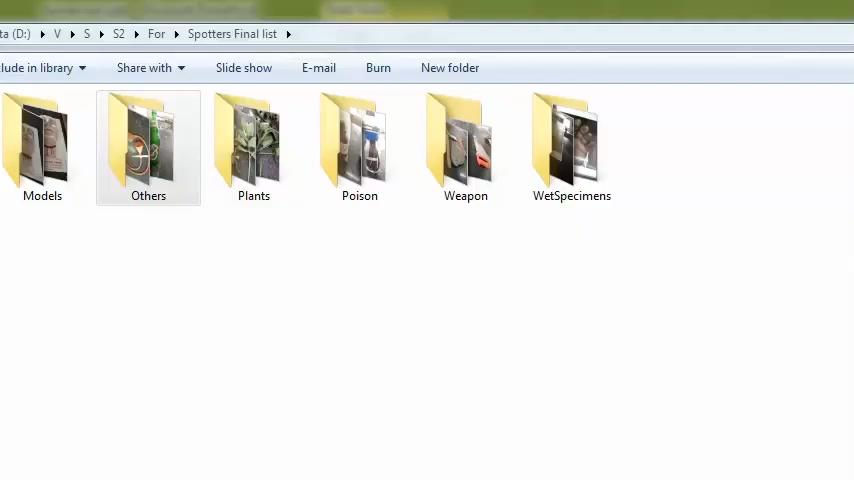 ta (D:) V S S2 For Spotters Final list
lude in library Share with Slide show E-mail Burn New folder
Models Others Plants Poison Weapon WetSpecimens